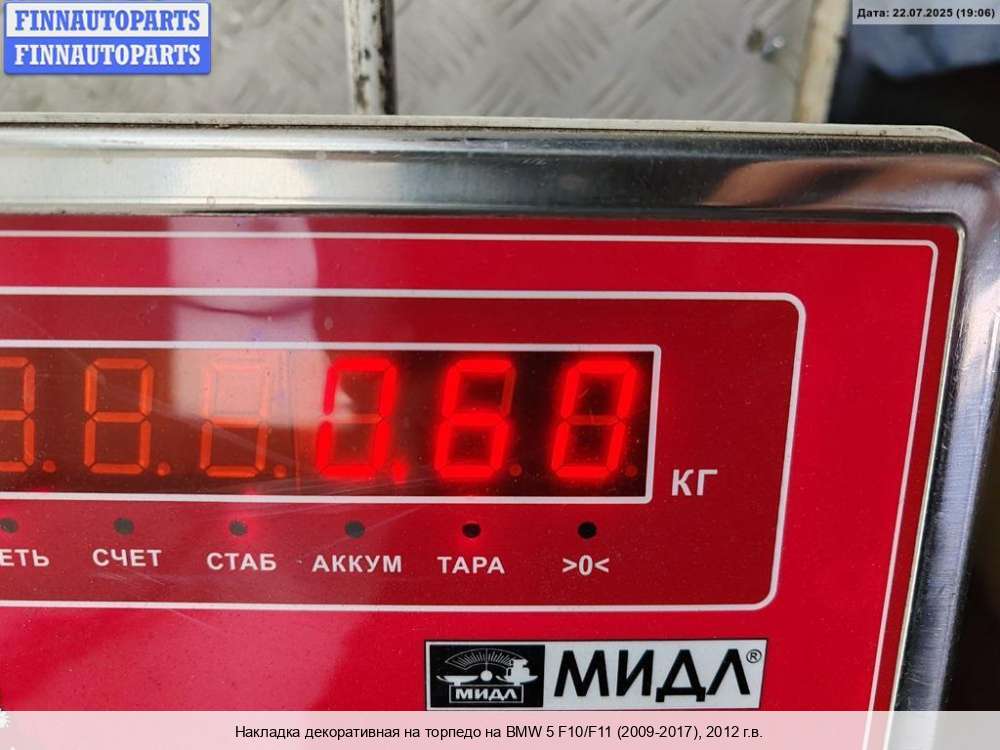 FINNAUTOPARTS
FINNAUTOPARTS
Дата: 22.07.2025 (19:06)
0.60
КГ
СЧЕТ СТАБ АККУМ ТАРА >0<
МИДЛ МИДЛ®
Накладка декоративная на торпедо на BMW 5 F10/F11 (2009-2017), 2012 г.в.